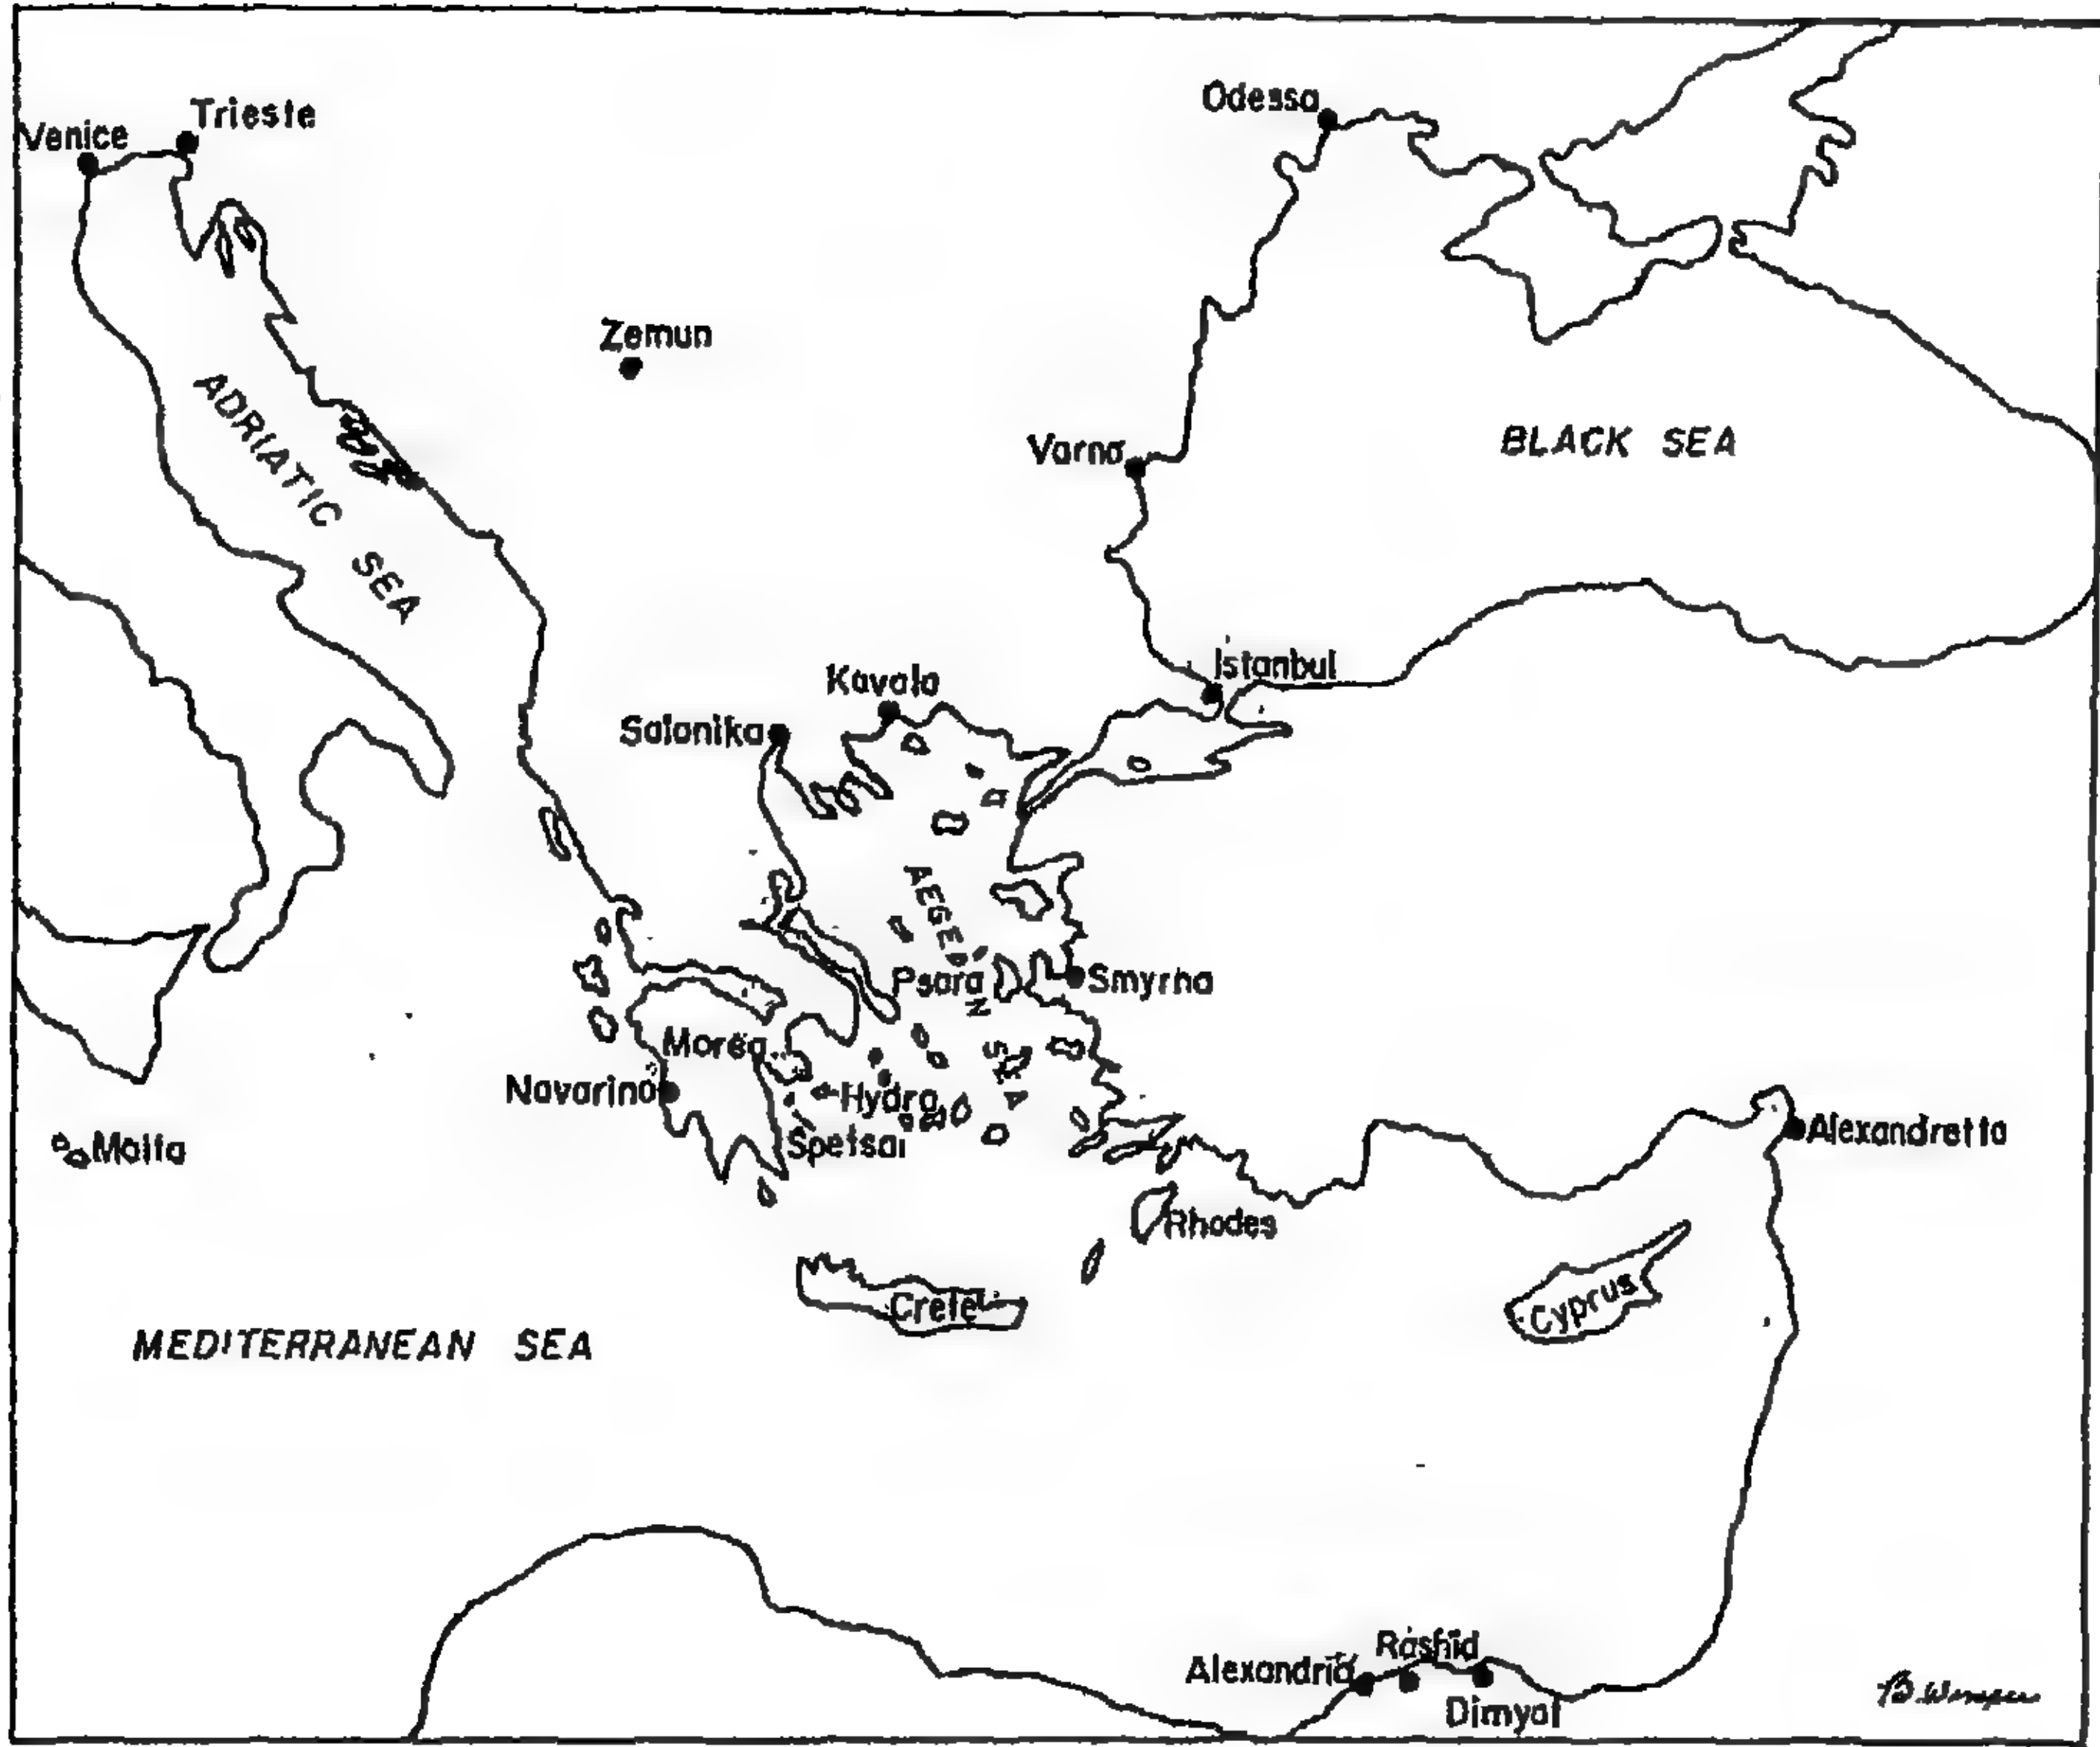 Odessa
Trieste
Venice
Zemun
ADRIATIC SEA
BLACK SEA
Varna
Istanbul
Kavala
Salonika
AEGEAN SEA
Psara
Smyrna
Morea
Navarino
Hydra
Spetsai
Malta
Alexandretta
Rhodes
Crete
Cyprus
MEDITERRANEAN SEA
Rashid
Alexandria
Dimyat